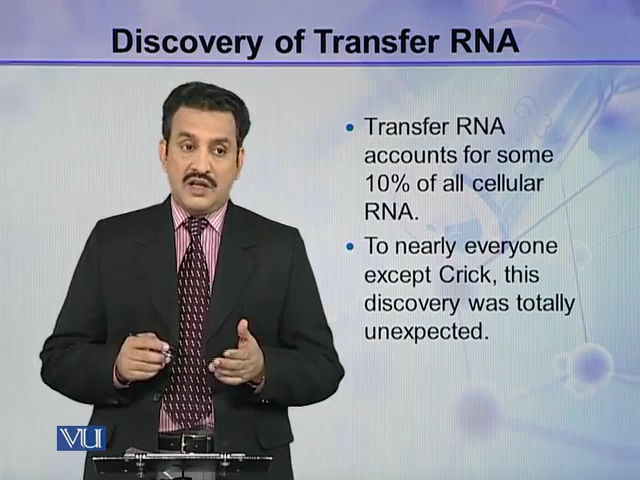 Discovery of Transfer RNA
• Transfer RNA
accounts for some
10% of all cellular
RNA.
• To nearly everyone
except Crick, this
discovery was totally
unexpected.
VU